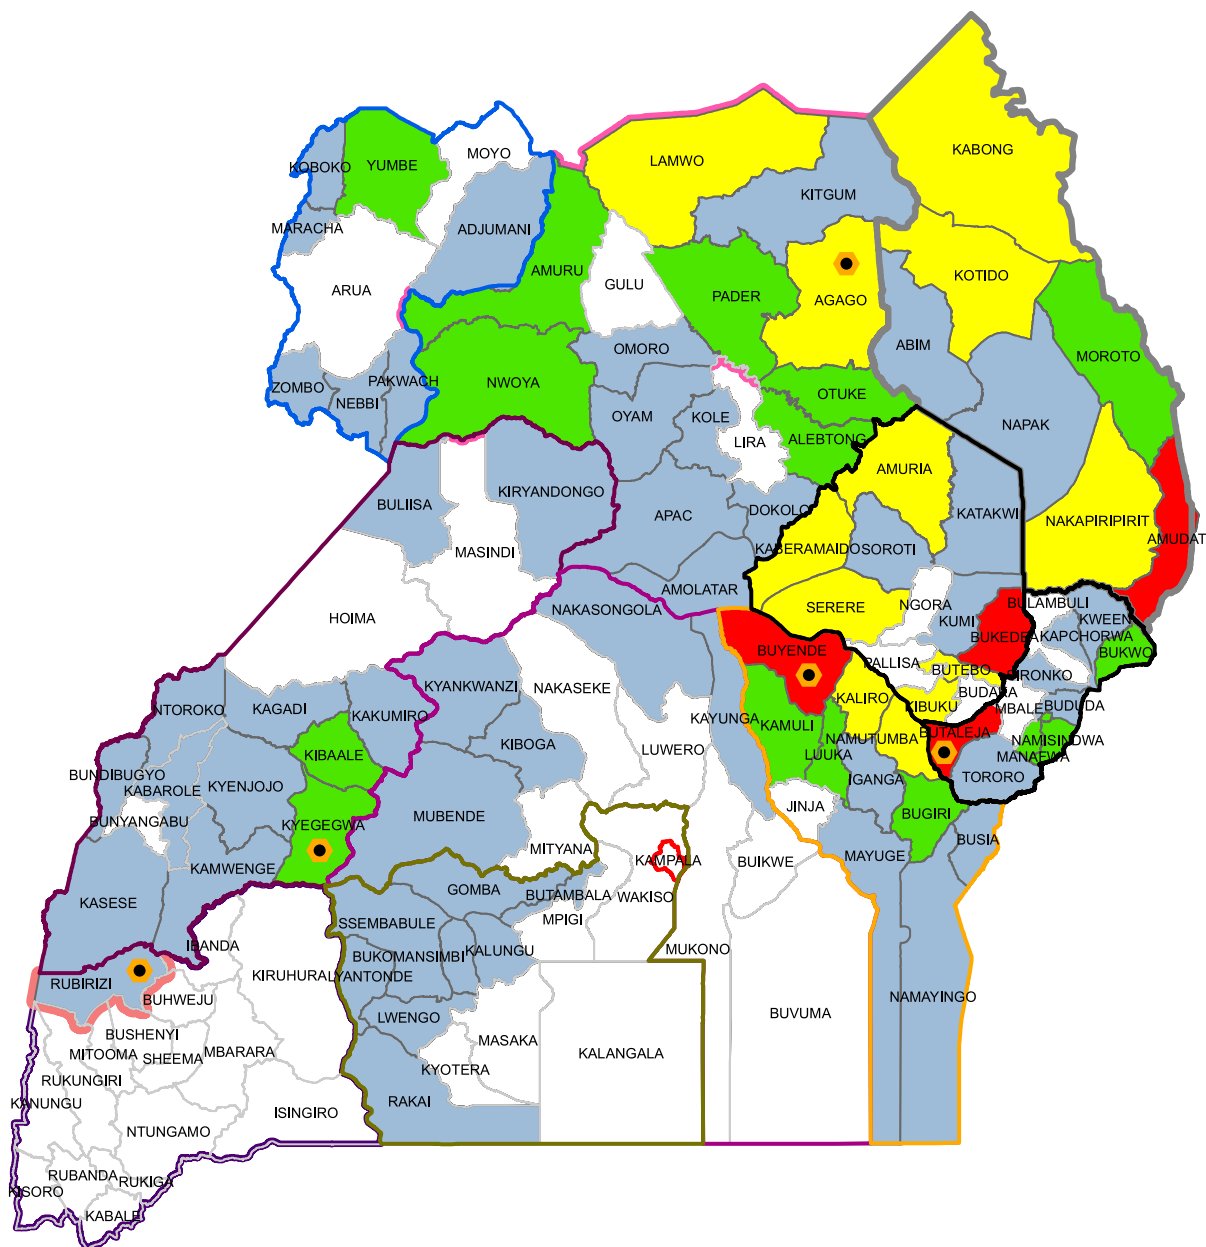 KABONG
MOYO
LAMWO
KOBOKO
YUMBE
KITGUM
MARACHA
ADJUMANI
AMURU
KOTIDO
ARUA
GULU
PADER
AGAGO
ABIM
MOROTO
OMORO
ZOMBO
PAKWACH
NEBBI
NWOYA
OTUKE
OYAM
KOLE
LIRA
ALEBTONG
NAPAK
AMURIA
KIRYANDONGO
BULIISA
APAC
DOKOLO
KATAKWI
NAKAPIRIPIRIT
AMUDAT
MASINDI
KABERAMAIDO
SOROTI
AMOLATAR
NAKASONGOLA
HOIMA
SERERE
NGORA
KUMI
BULAMBULI
KWEEN
BUKEDEA
KAPCHORWA
BUKWO
BUYENDE
PALLISA
BUTEBO
SIRONKO
NTOROKO
KAGADI
KAKUMIRO
KYANKWANZI
NAKASEKE
KALIRO
BUDAKA
KIBUKU
MBALE
BUDUDA
KAYUNGA
KAMULI
KIBOGA
LUWERO
NAMUTUMBA
BUTALEJA
NAMISINDWA
MANAFWA
KIBAALE
LUUKA
BUNDIBUGYO
KABAROLE
KYENJOJO
IGANGA
TORORO
BUNYANGABU
KYEGEGWA
MUBENDE
JINJA
BUGIRI
MITYANA
KAMPALA
BUIKWE
MAYUGE
BUSIA
KAMWENGE
GOMBA
BUTAMBALA
WAKISO
KASESE
SSEMBABULE
MPIGI
IBANDA
KALUNGU
MUKONO
BUKOMANSIMBI
KIRUHURA
LYANTONDE
RUBIRIZI
BUHWEJU
NAMAYINGO
LWENGO
BUVUMA
BUSHENYI
MITOOMA
SHEEMA
MBARARA
MASAKA
KALANGALA
RUKUNGIRI
KYOTERA
KANUNGU
RAKAI
ISINGIRO
NTUNGAMO
RUBANDA
RUKIGA
KISORO
KABALE